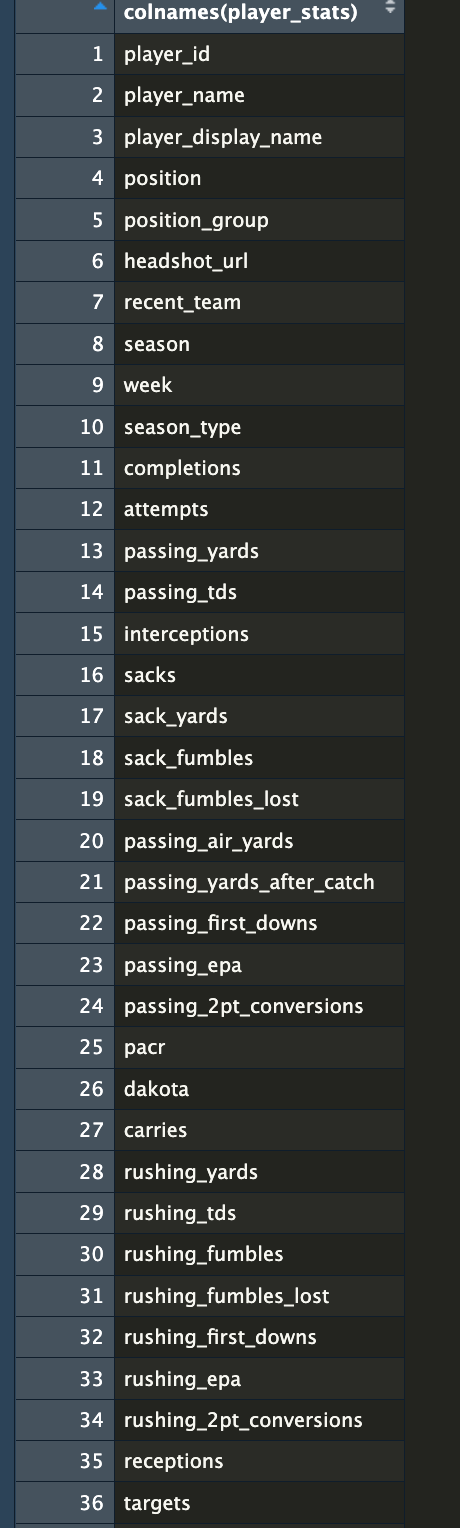 colnames(player_stats)
1 player_id
2 player_name
3 player_display_name
4 position
5 position_group
6 headshot_url
7 recent_team
8 season
9 week
10 season_type
11 completions
12 attempts
13 passing_yards
14 passing_tds
15 interceptions
16 sacks
17 sack_yards
18 sack_fumbles
19 sack_fumbles_lost
20 passing_air_yards
21 passing_yards_after_catch
22 passing_first_downs
23 passing_epa
24 passing_2pt_conversions
25 pacr
26 dakota
27 carries
28 rushing_yards
29 rushing_tds
30 rushing_fumbles
31 rushing_fumbles_lost
32 rushing_first_downs
33 rushing_epa
34 rushing_2pt_conversions
35 receptions
36 targets